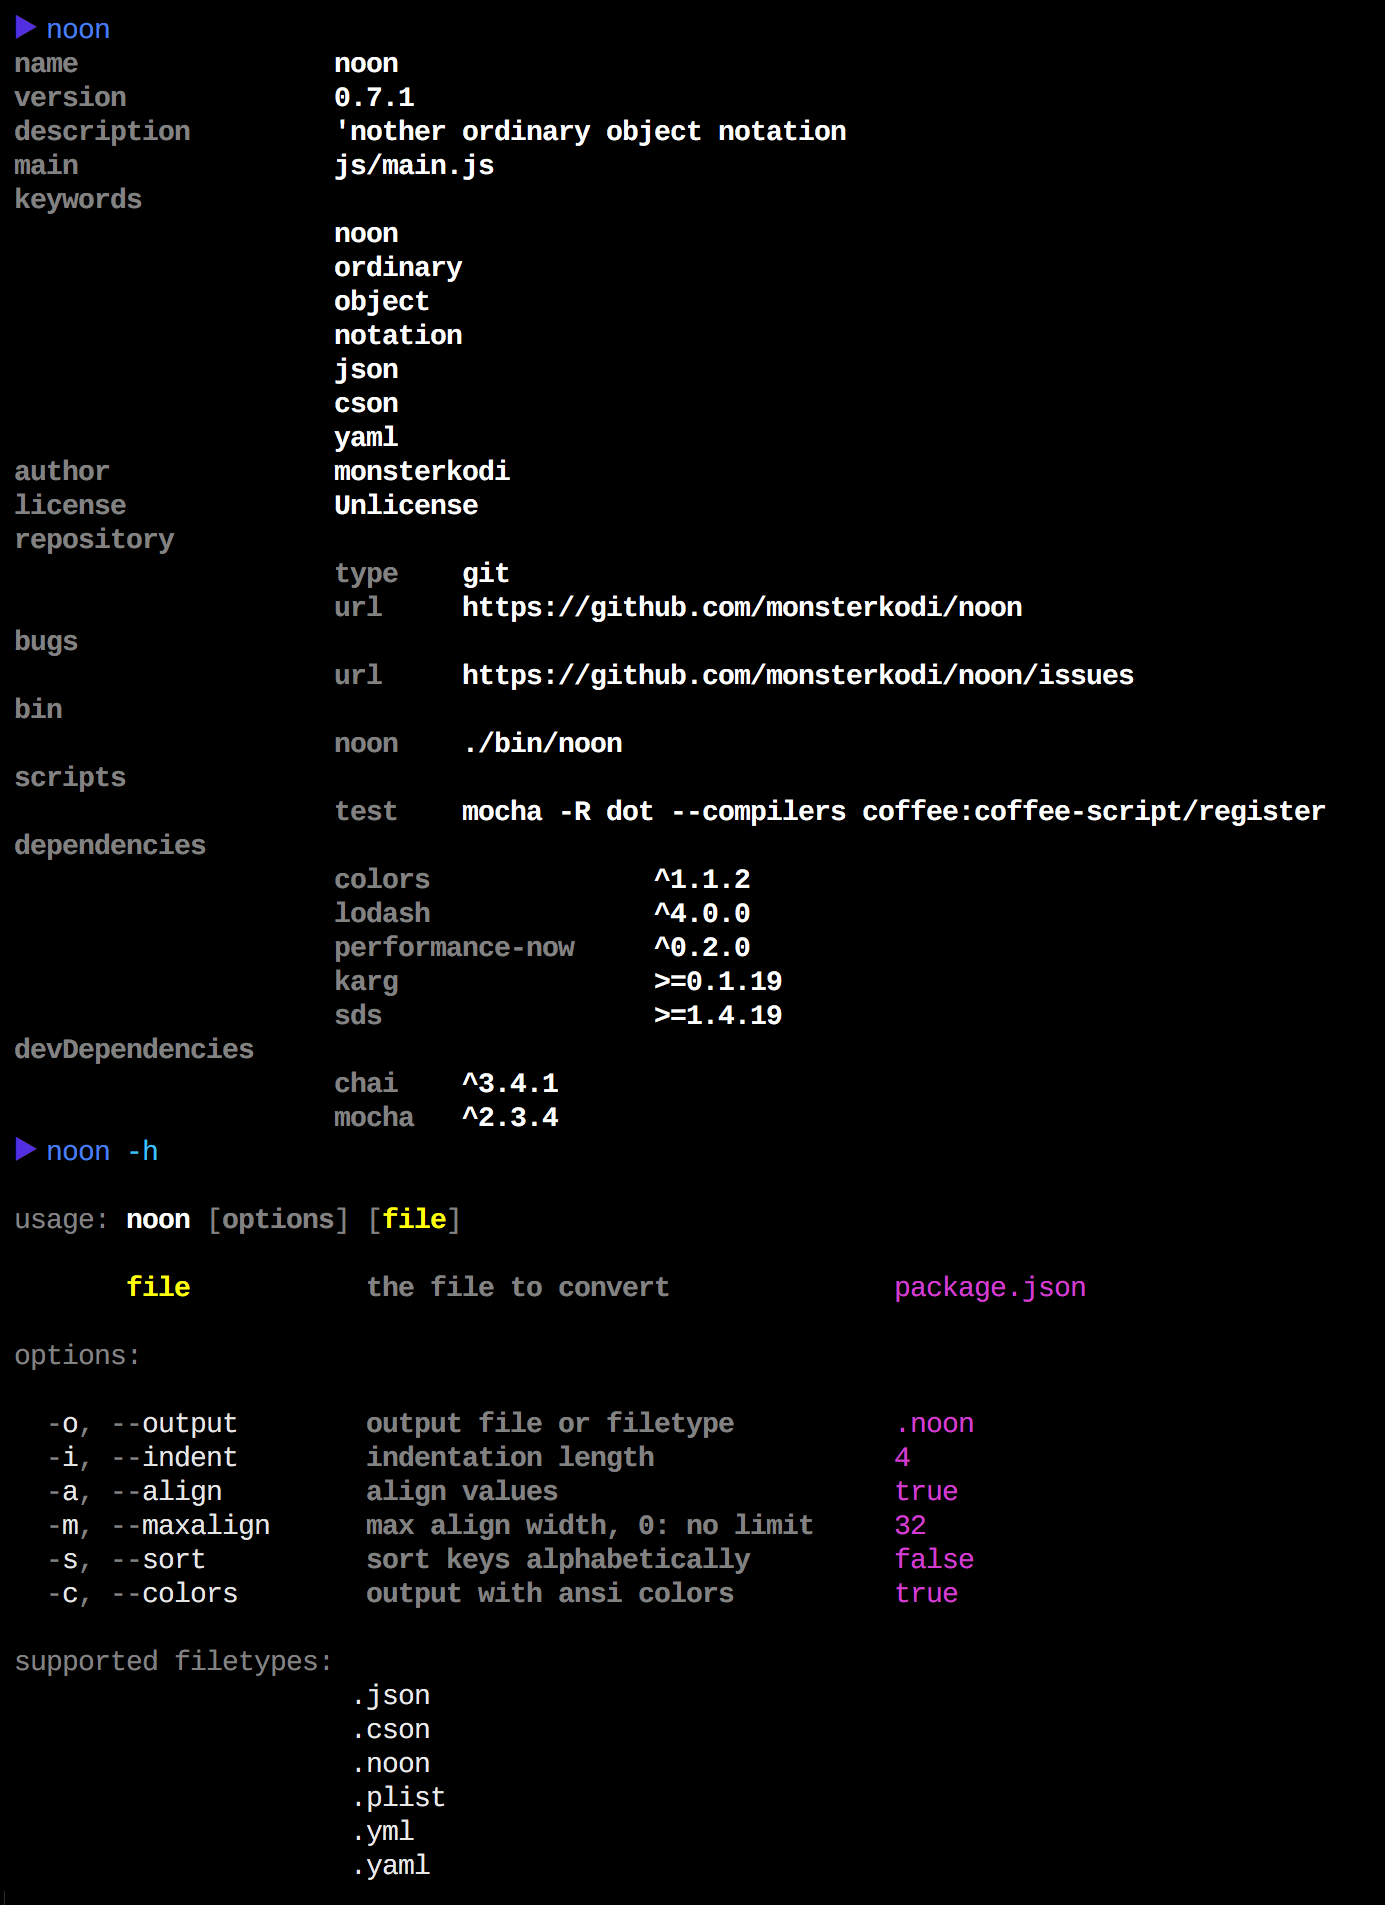 ▶ noon
name                noon
version             0.7.1
description         'nother ordinary object notation
main                js/main.js
keywords
                    noon
                    ordinary
                    object
                    notation
                    json
                    cson
                    yaml
author              monsterkodi
license             Unlicense
repository
                    type    git
                    url     https://github.com/monsterkodi/noon
bugs
                    url     https://github.com/monsterkodi/noon/issues
bin
                    noon    ./bin/noon
scripts
                    test    mocha -R dot --compilers coffee:coffee-script/register
dependencies
                    colors              ^1.1.2
                    lodash              ^4.0.0
                    performance-now     ^0.2.0
                    karg                >=0.1.19
                    sds                 >=1.4.19
devDependencies
                    chai    ^3.4.1
                    mocha   ^2.3.4
▶ noon -h

usage: noon [options] [file]

       file           the file to convert              package.json

options:

  -o, --output        output file or filetype          .noon
  -i, --indent        indentation length               4
  -a, --align         align values                     true
  -m, --maxalign      max align width, 0: no limit     32
  -s, --sort          sort keys alphabetically         false
  -c, --colors        output with ansi colors          true

supported filetypes:
                     .json
                     .cson
                     .noon
                     .plist
                     .yml
                     .yaml